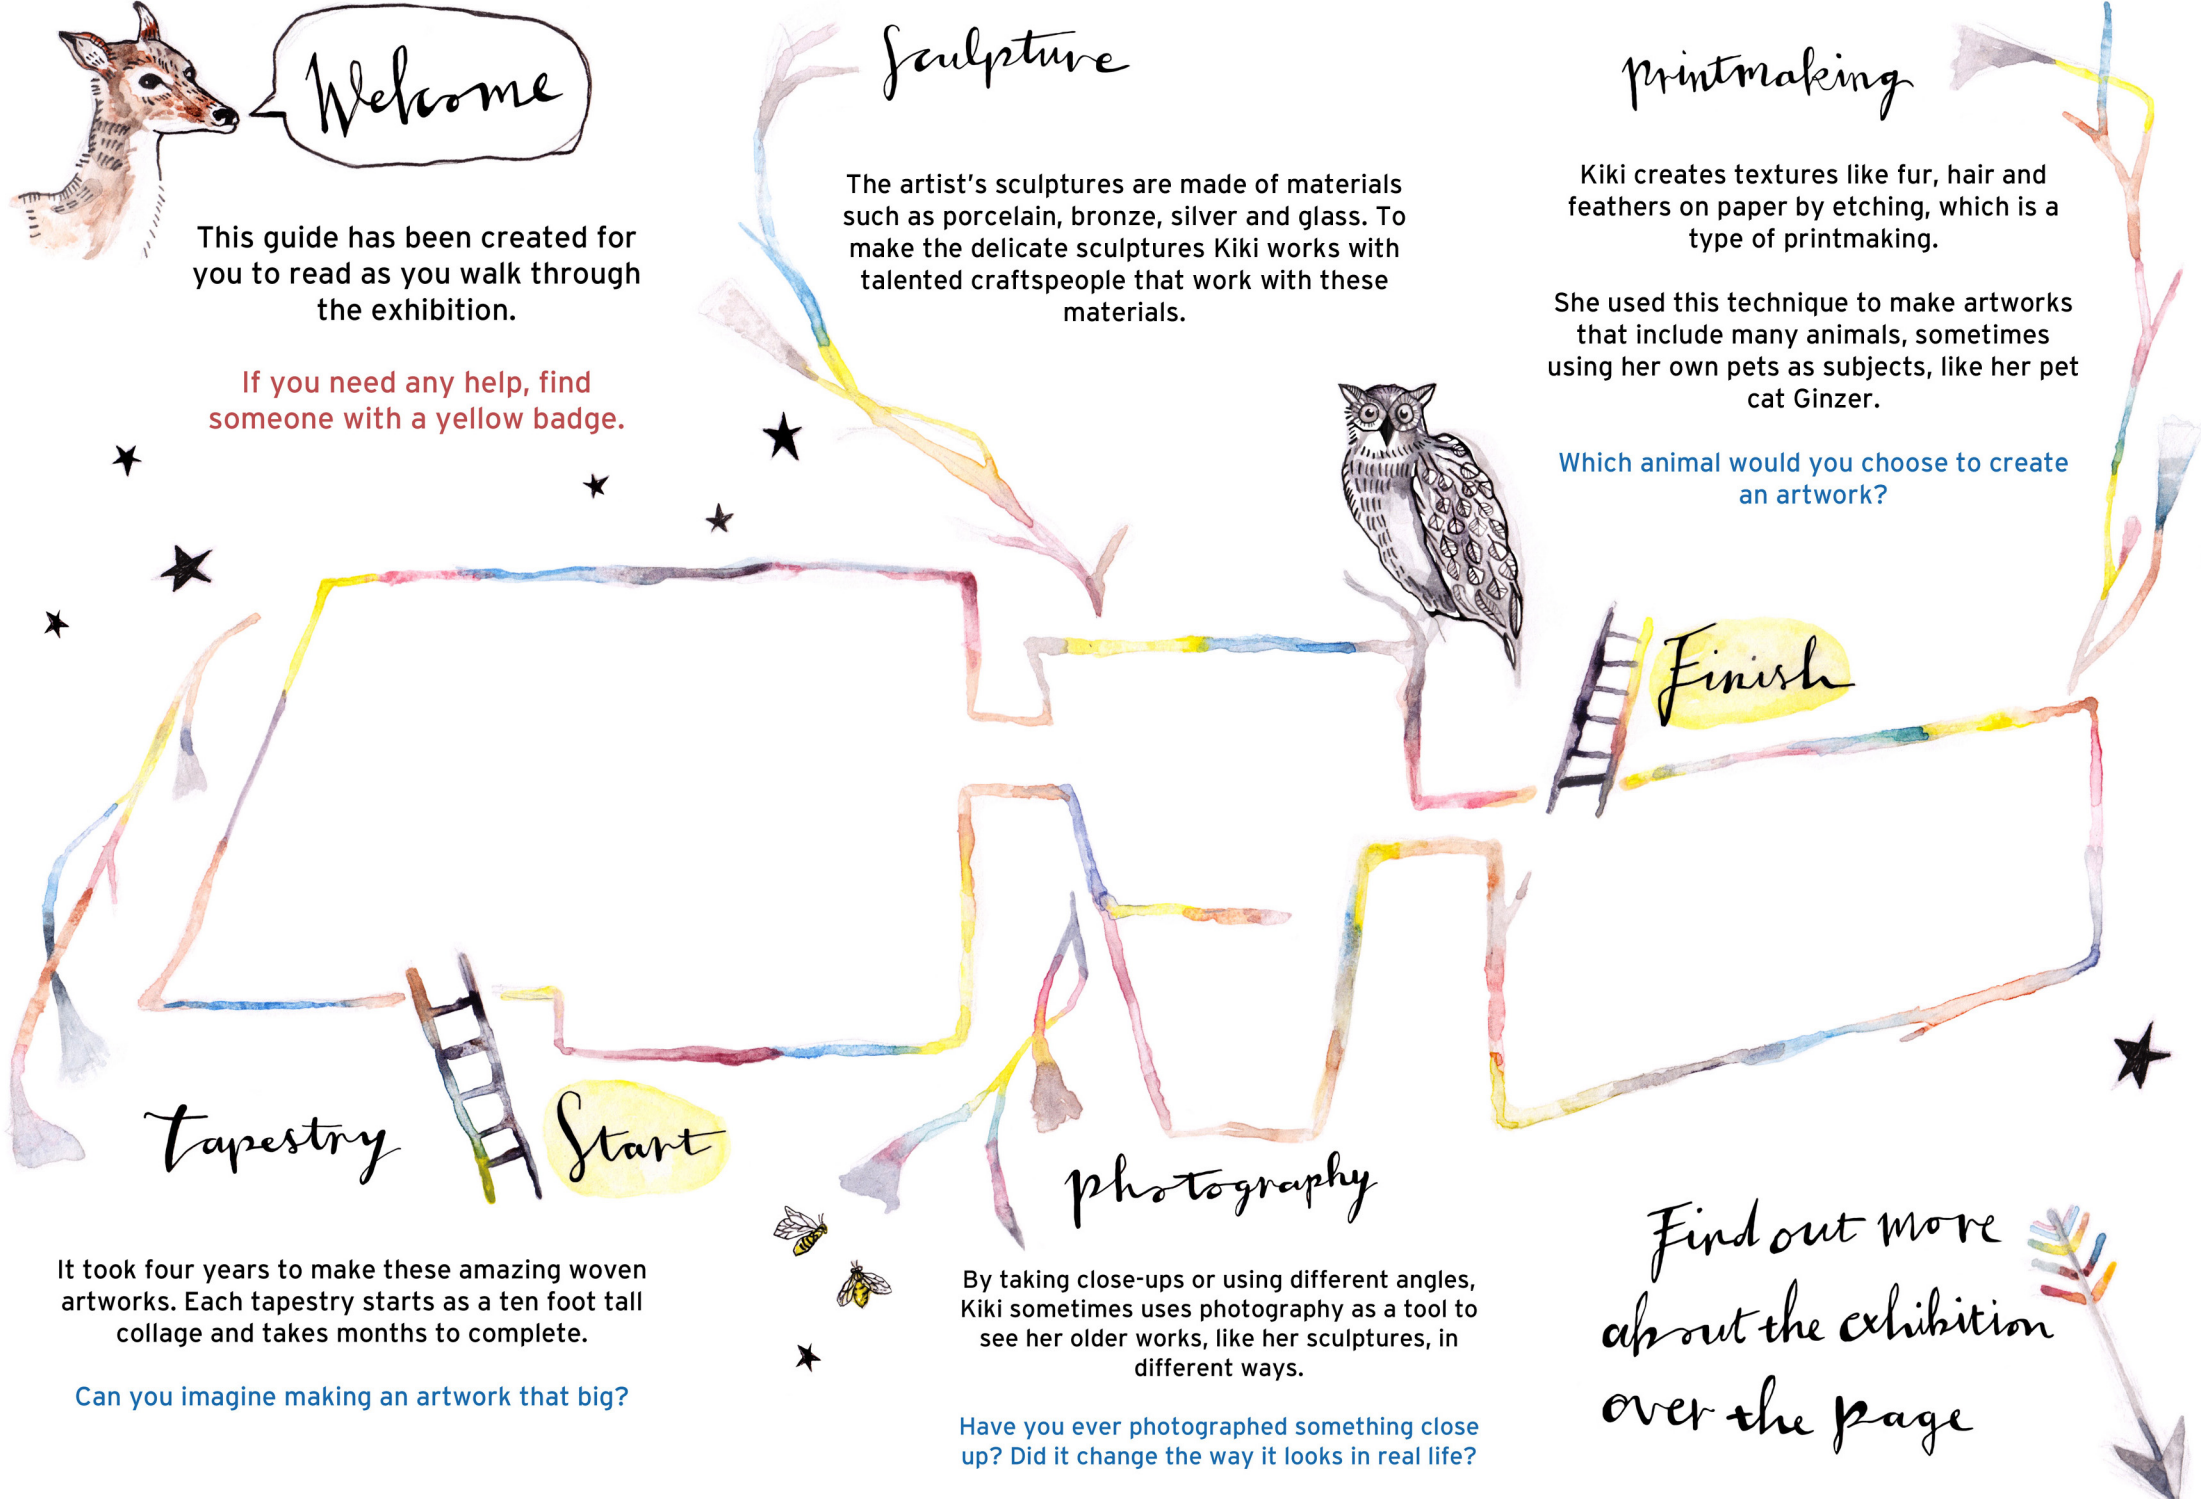 Welcome
This guide has been created for
you to read as you walk through
the exhibition.
If you need any help, find
someone with a yellow badge.
Sculpture
The artist's sculptures are made of materials
such as porcelain, bronze, silver and glass. To
make the delicate sculptures Kiki works with
talented craftspeople that work with these
materials.
Printmaking
Kiki creates textures like fur, hair and
feathers on paper by etching, which is a
type of printmaking.
She used this technique to make artworks
that include many animals, sometimes
using her own pets as subjects, like her pet
cat Ginzer.
Which animal would you choose to create
an artwork?
Finish
Tapestry
Start
It took four years to make these amazing woven
artworks. Each tapestry starts as a ten foot tall
collage and takes months to complete.
Can you imagine making an artwork that big?
Photography
By taking close-ups or using different angles,
Kiki sometimes uses photography as a tool to
see her older works, like her sculptures, in
different ways.
Have you ever photographed something close
up? Did it change the way it looks in real life?
Find out more
about the exhibition
over the page